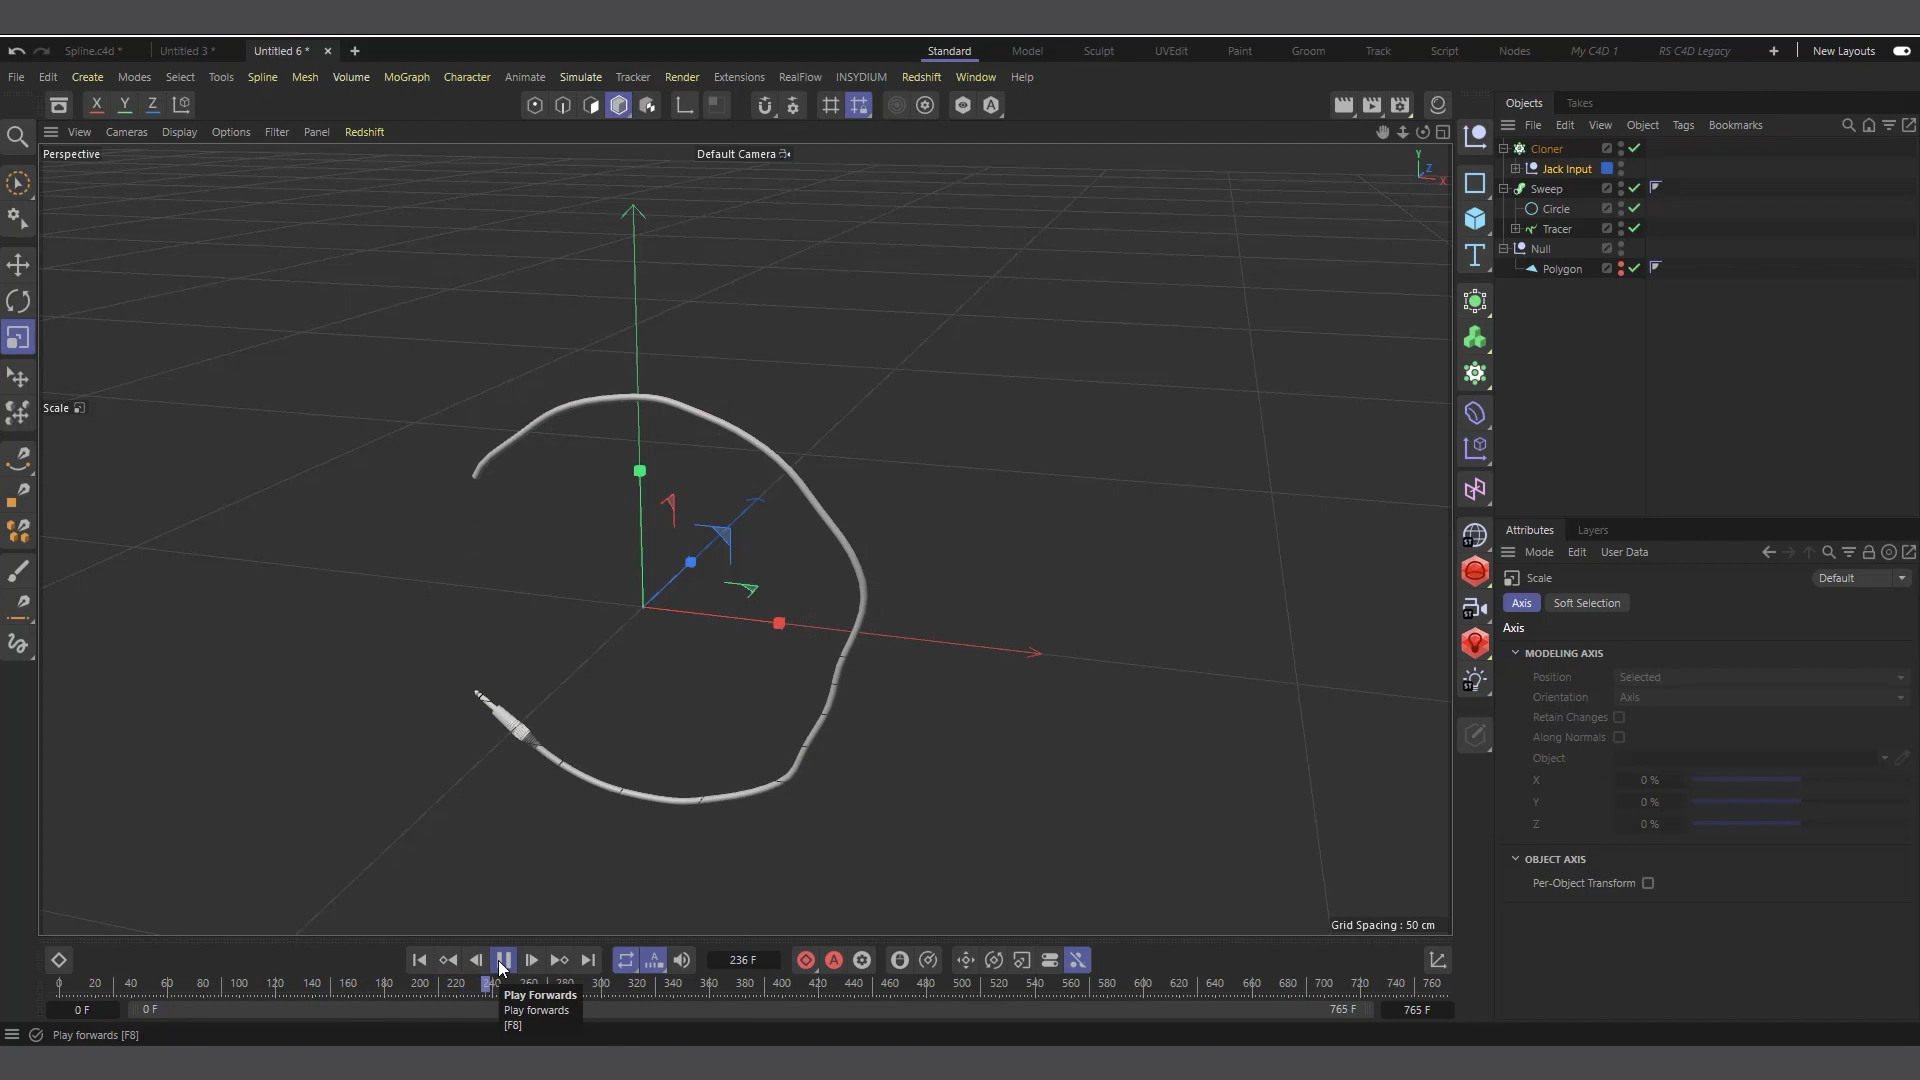 Spline.c4d *
Untitled 3 *
Untitled 6 *
Standard
Model
Sculpt
UVEdit
Paint
Groom
Track
Script
Nodes
My C4D 1
RS C4D Legacy
New Layouts
File Edit Create Modes Select Tools Spline Mesh Volume MoGraph Character Animate Simulate Tracker Render Extensions RealFlow INSYDIUM Redshift Window Help
X Y Z
Objects Takes
View Cameras Display Options Filter Panel Redshift
File Edit View Object Tags Bookmarks
Perspective
Default Camera
Y
Z
X
Cloner
Jack Input
Sweep
Circle
Tracer
Null
Polygon
Scale
Grid Spacing : 50 cm
Attributes Layers
Mode Edit User Data
Scale
Default
Axis
Soft Selection
Axis
MODELING AXIS
Position Selected
Orientation Axis
Retain Changes
Along Normals
Object
X 0 %
Y 0 %
Z 0 %
OBJECT AXIS
Per-Object Transform
236 F
0 20 40 60 80 100 120 140 160 180 200 220 240 260 280 300 320 340 360 380 400 420 440 460 480 500 520 540 560 580 600 620 640 660 680 700 720 740 760
Play Forwards
Play forwards
[F8]
0 F
0 F
765 F
765 F
Play forwards [F8]